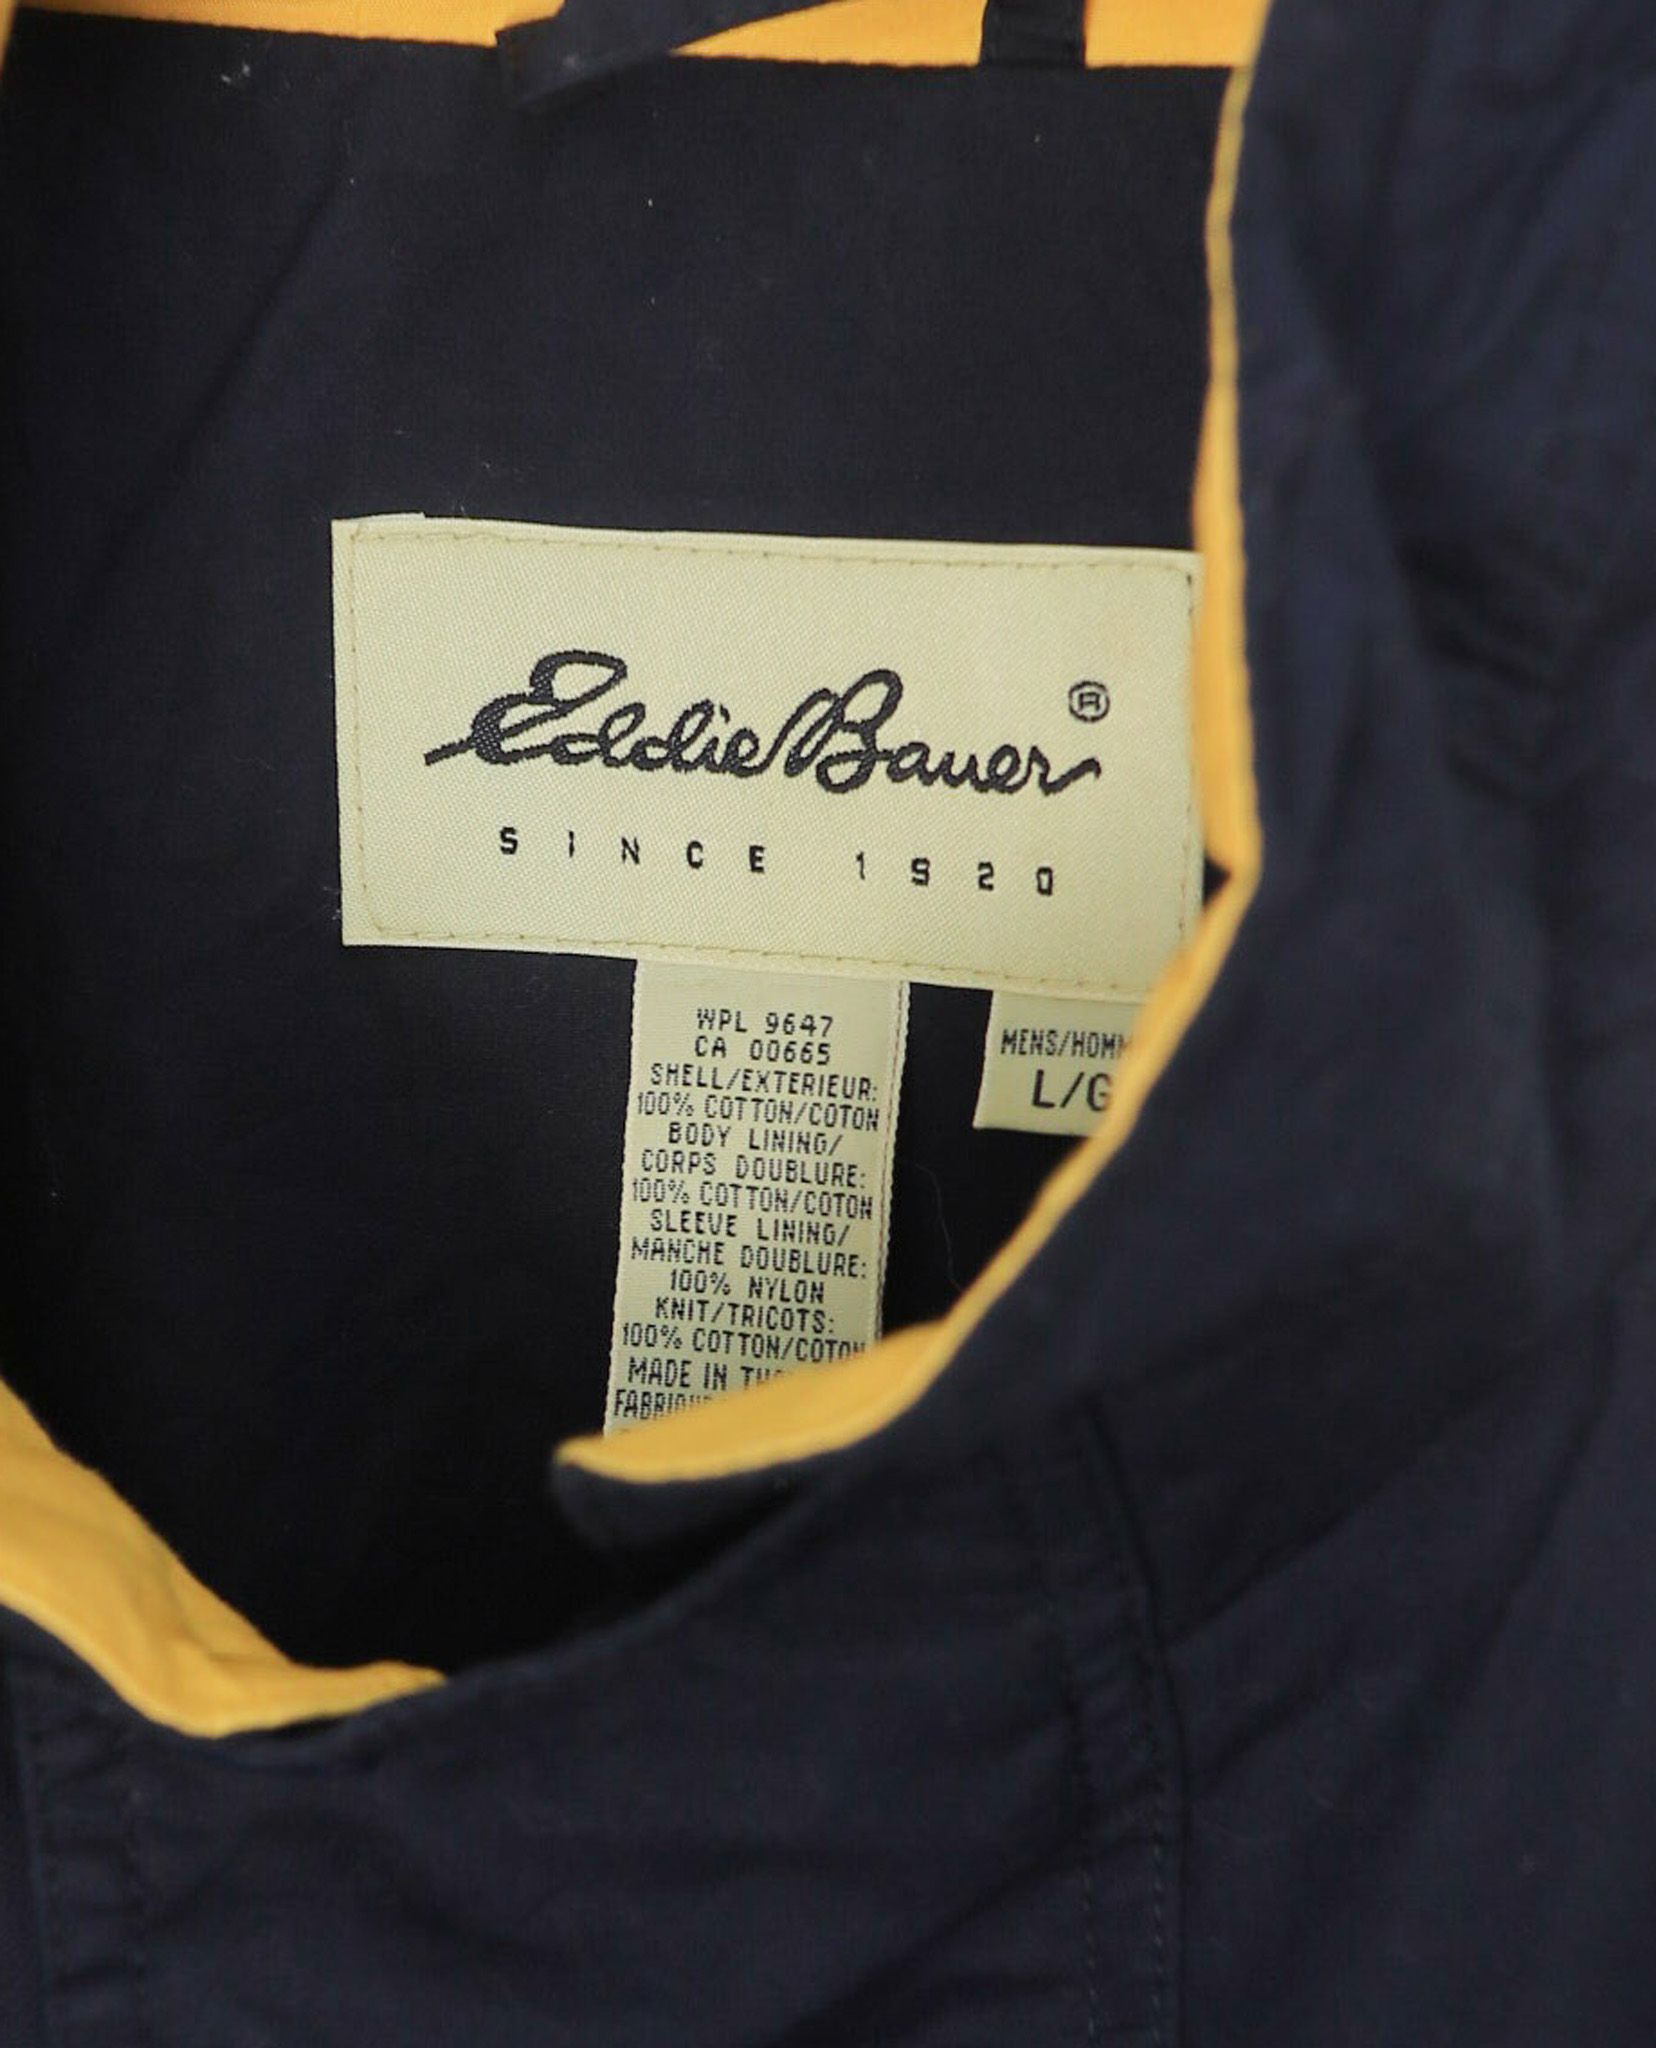 Eddie Bauer ®
SINCE 1920
WPL 9647
CA 00665
SHELL/EXTERIEUR:
100% COTTON/COTON
BODY LINING/
CORPS DOUBLURE:
100% COTTON/COTON
SLEEVE LINING/
MANCHE DOUBLURE:
100% NYLON
KNIT/TRICOTS:
100% COTTON/COTON
MADE IN
MENS/
L/G